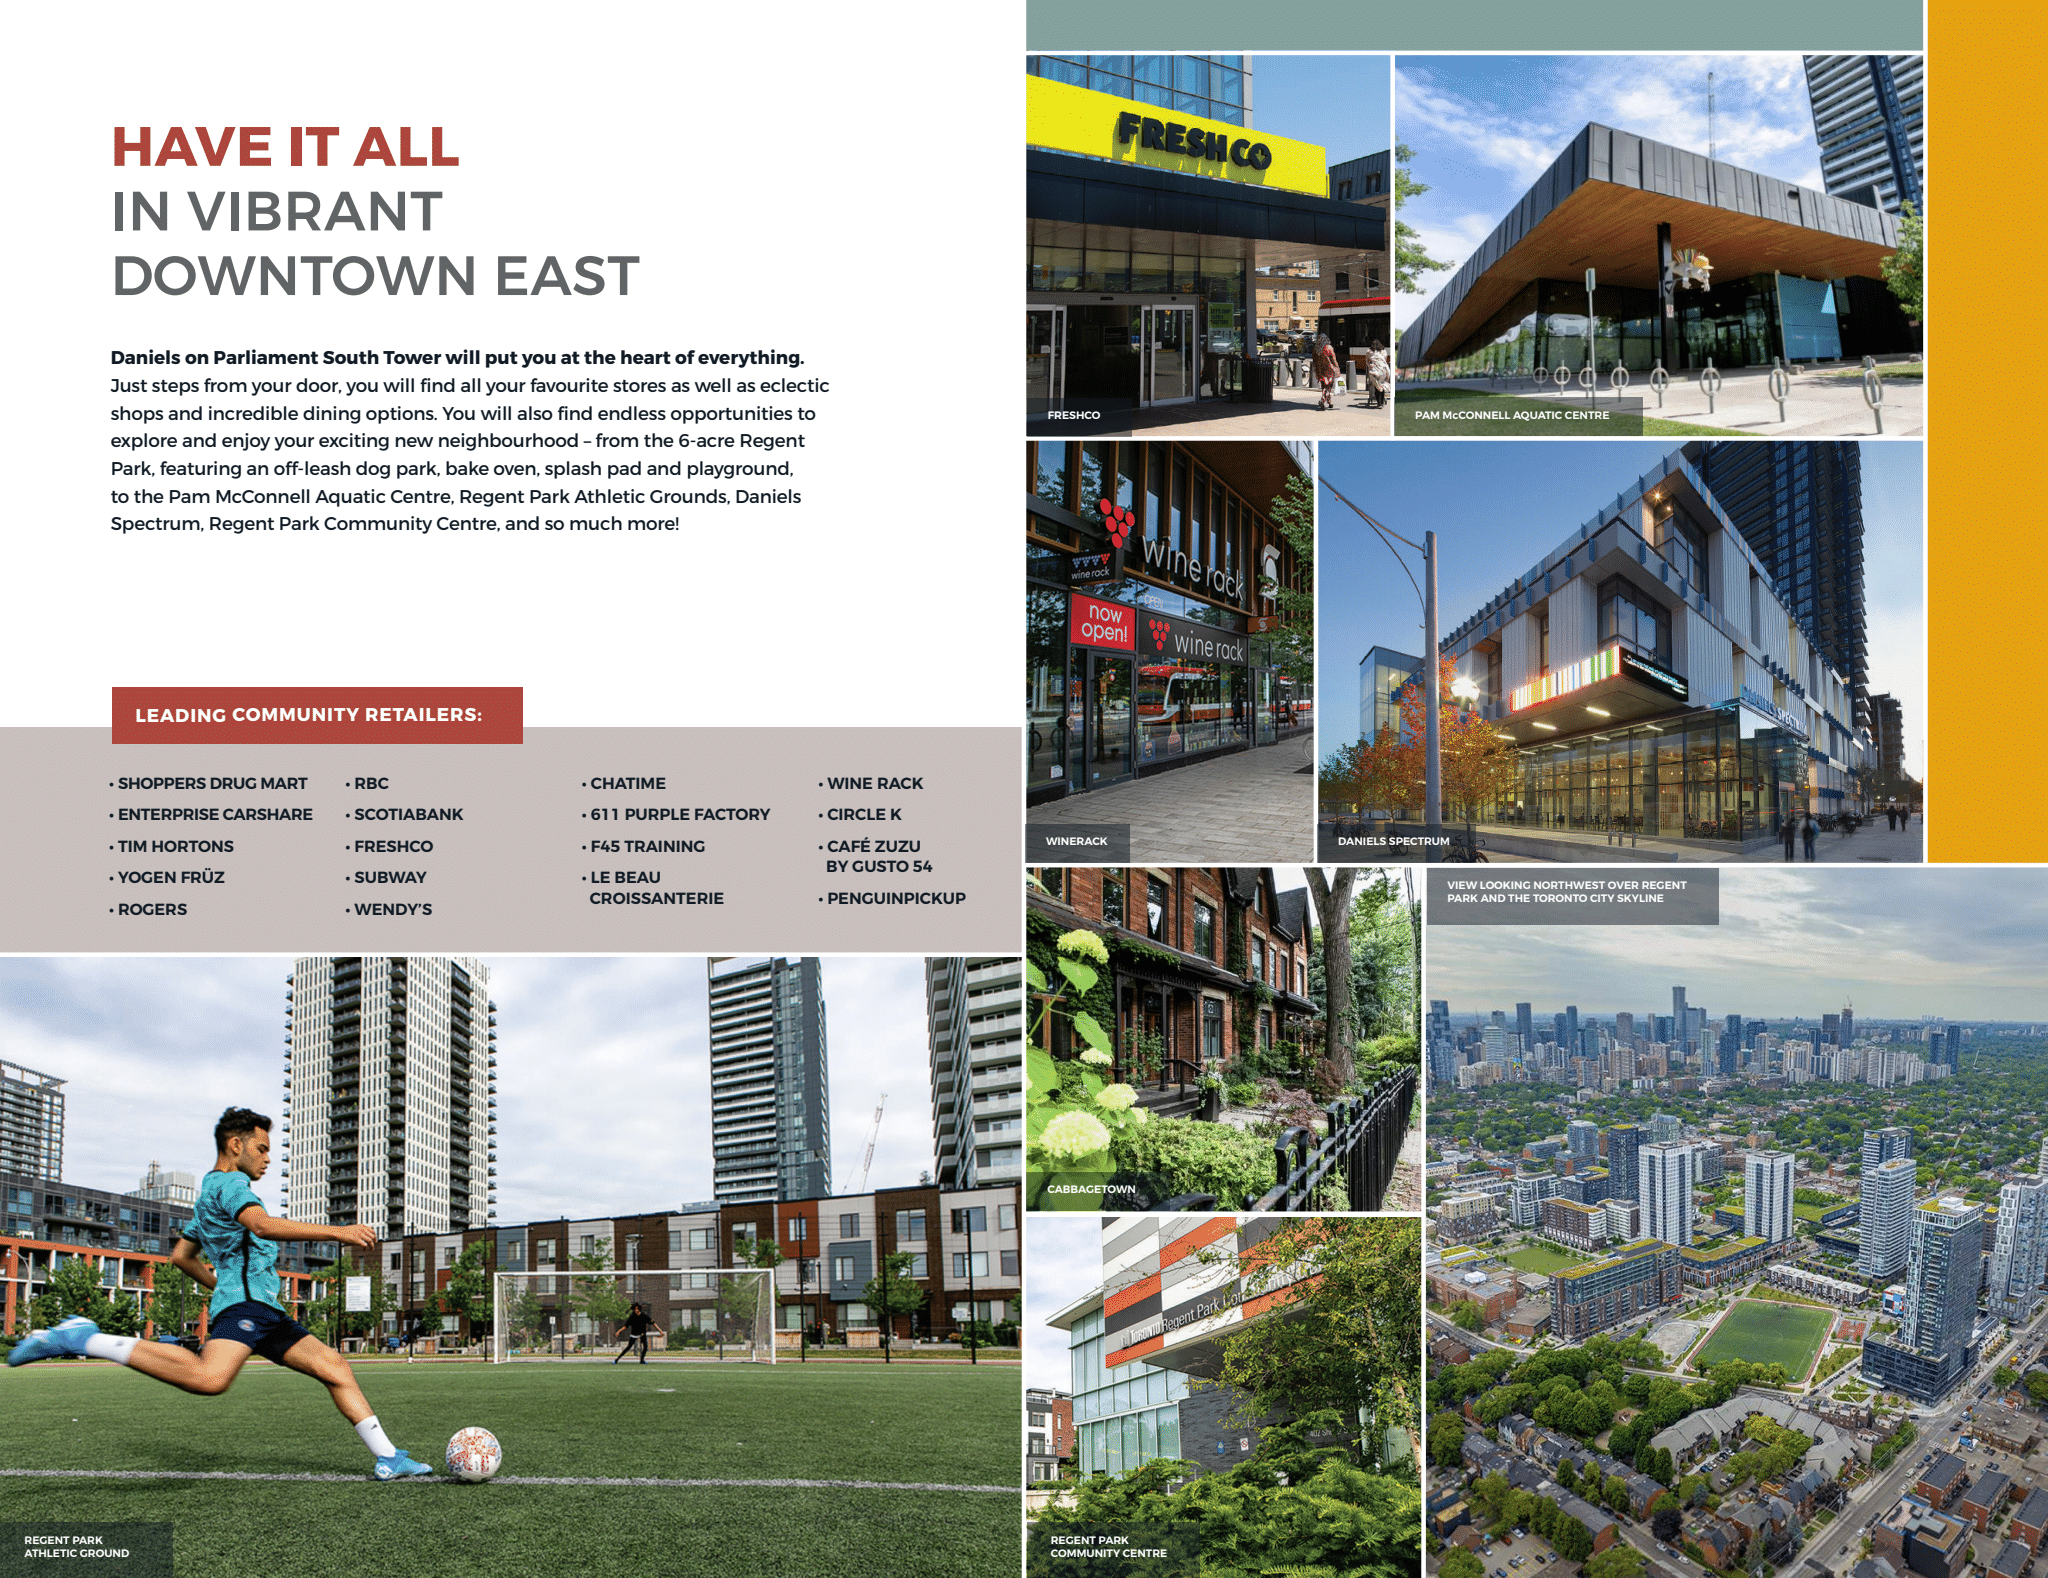 HAVE IT ALL
IN VIBRANT
DOWNTOWN EAST
Daniels on Parliament South Tower will put you at the heart of everything.
Just steps from your door, you will find all your favourite stores as well as eclectic
shops and incredible dining options. You will also find endless opportunities to
explore and enjoy your exciting new neighbourhood – from the 6-acre Regent
Park, featuring an off-leash dog park, bake oven, splash pad and playground,
to the Pam McConnell Aquatic Centre, Regent Park Athletic Grounds, Daniels
Spectrum, Regent Park Community Centre, and so much more!
LEADING COMMUNITY RETAILERS:
• SHOPPERS DRUG MART
• ENTERPRISE CARSHARE
• TIM HORTONS
• YOGEN FRÜZ
• ROGERS
• RBC
• SCOTIABANK
• FRESHCO
• SUBWAY
• WENDY'S
• CHATIME
• 611 PURPLE FACTORY
• F45 TRAINING
• LE BEAU
CROISSANTERIE
• WINE RACK
• CIRCLE K
• CAFÉ ZUZU
BY GUSTO 54
• PENGUINPICKUP
REGENT PARK
ATHLETIC GROUND
FRESHCO
FRESHCO
PAM McCONNELL AQUATIC CENTRE
wine rack
wine rack
OPEN
now
open!
wine rack
WINERACK
DANIELS SPECTRUM
DANIELS SPECTRUM
CABBAGETOWN
VIEW LOOKING NORTHWEST OVER REGENT
PARK AND THE TORONTO CITY SKYLINE
TORONTO Regent Park
REGENT PARK
COMMUNITY CENTRE